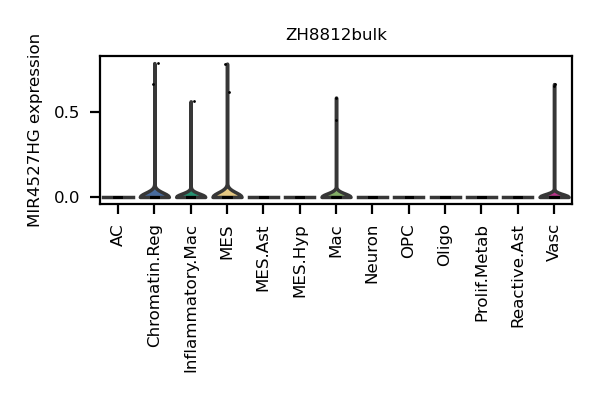 ZH8812bulk
MIR4527HG expression
0.5
0.0
AC
Chromatin.Reg
Inflammatory.Mac
MES
MES.Ast
MES.Hyp
Mac
Neuron
OPC
Oligo
Prolif.Metab
Reactive.Ast
Vasc